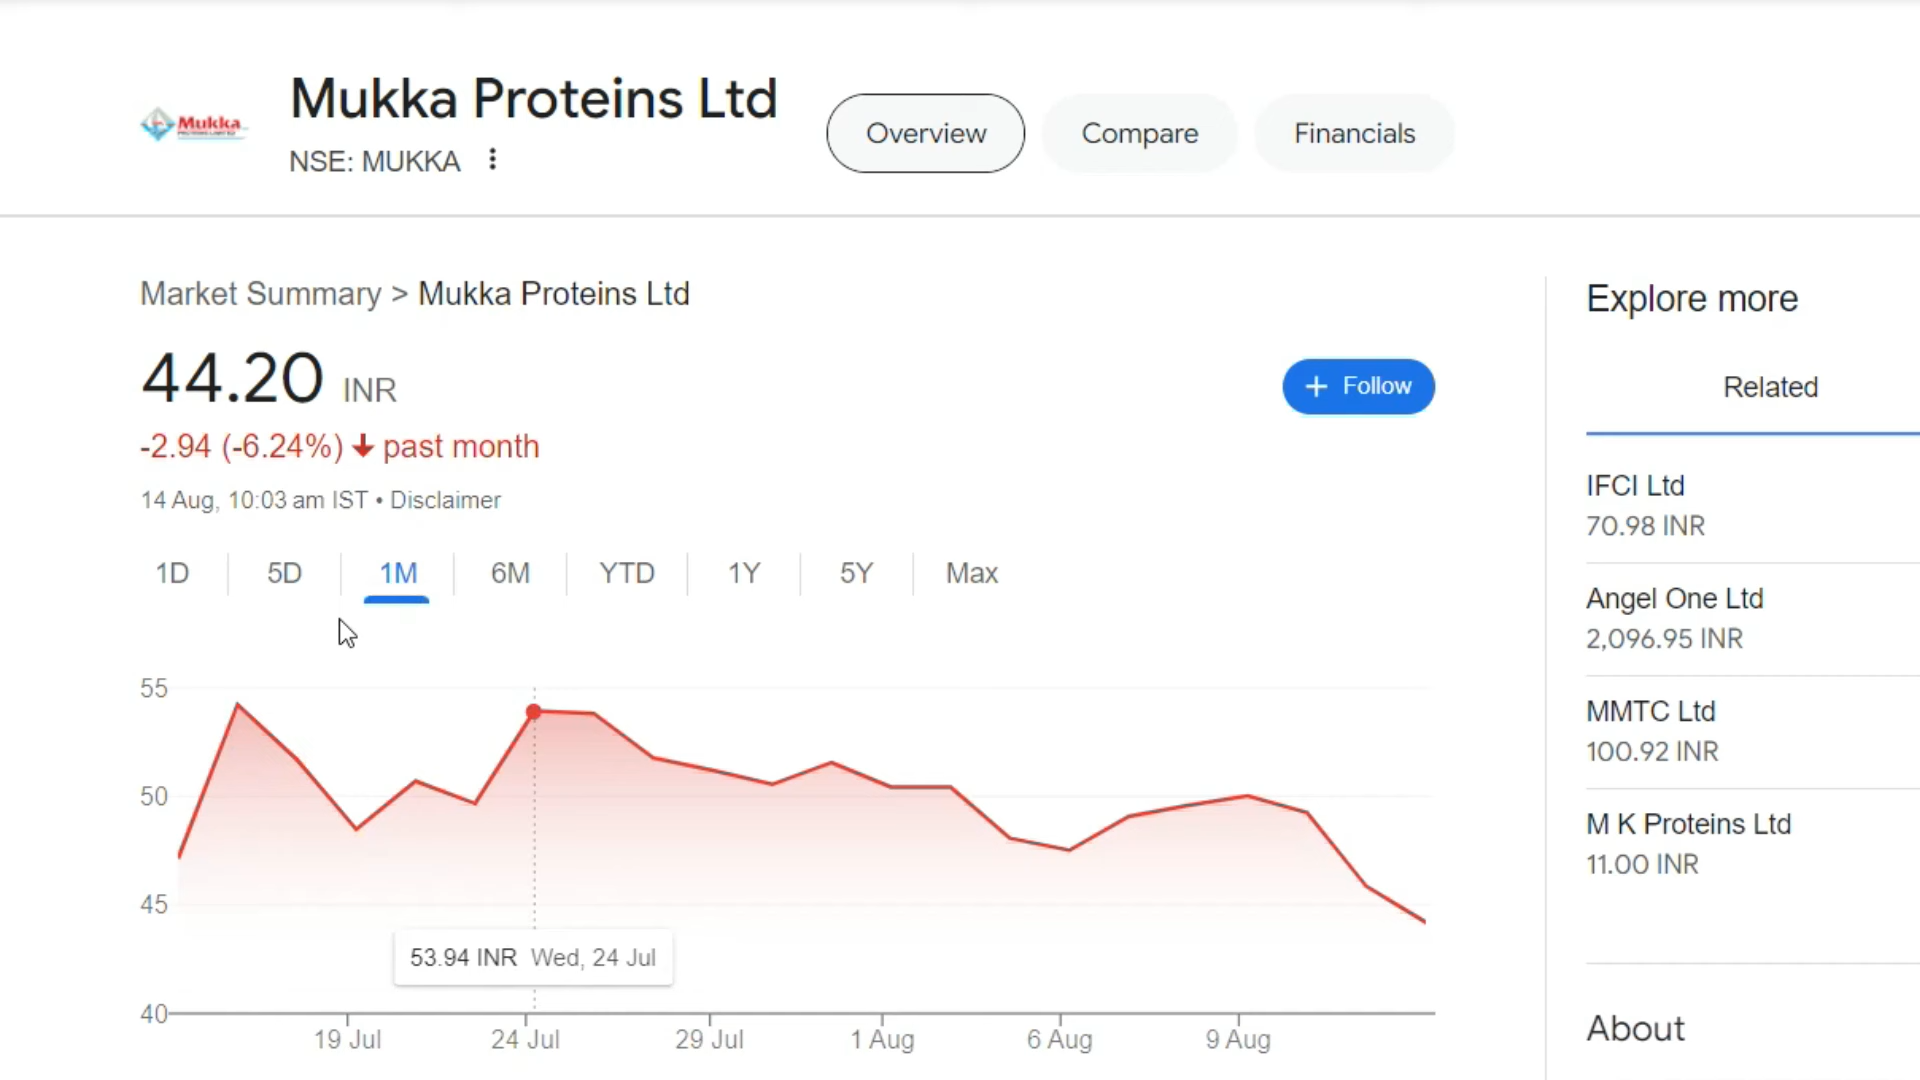 Mukka
Mukka Proteins Ltd
NSE: MUKKA
Overview
Compare
Financials
Market Summary > Mukka Proteins Ltd
44.20 INR
-2.94 (-6.24%) ↓ past month
14 Aug, 10:03 am IST • Disclaimer
+ Follow
1D
5D
1M
6M
YTD
1Y
5Y
Max
55
50
45
40
53.94 INR Wed, 24 Jul
19 Jul
24 Jul
29 Jul
1 Aug
6 Aug
9 Aug
Explore more
Related
IFCI Ltd
70.98 INR
Angel One Ltd
2,096.95 INR
MMTC Ltd
100.92 INR
M K Proteins Ltd
11.00 INR
About